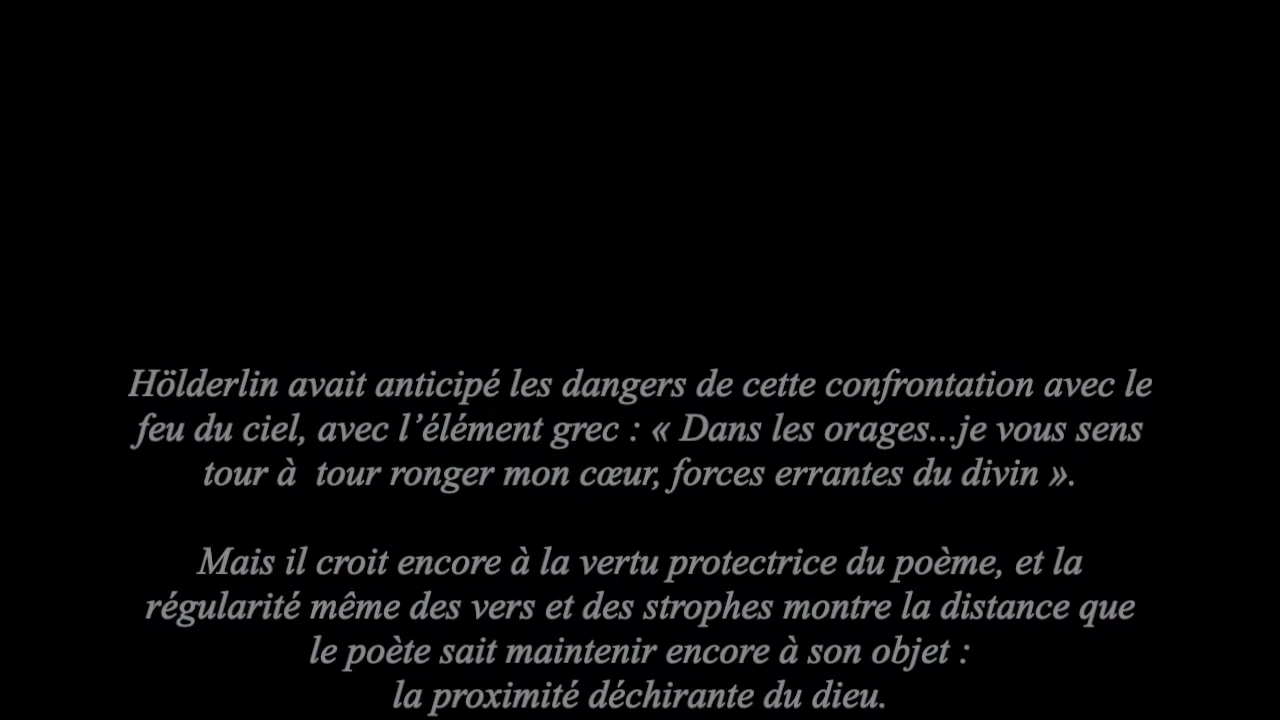 Hölderlin avait anticipé les dangers de cette confrontation avec le
feu du ciel, avec l’élément grec : « Dans les orages...je vous sens
tour à  tour ronger mon cœur, forces errantes du divin ».
Mais il croit encore à la vertu protectrice du poème, et la
régularité même des vers et des strophes montre la distance que
le poète sait maintenir encore à son objet :
la proximité déchirante du dieu.